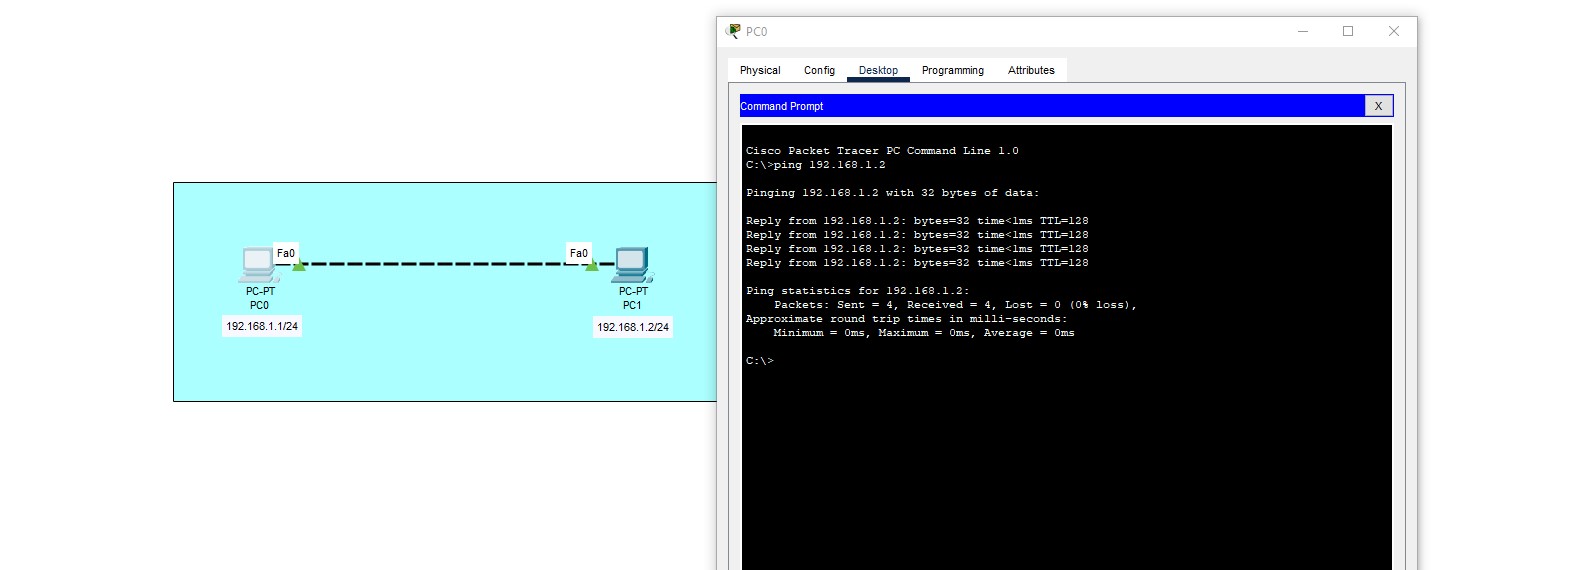 PC0
Physical Config Desktop Programming Attributes
Command Prompt X
Cisco Packet Tracer PC Command Line 1.0
C:\>ping 192.168.1.2
Pinging 192.168.1.2 with 32 bytes of data:
Reply from 192.168.1.2: bytes=32 time<1ms TTL=128
Reply from 192.168.1.2: bytes=32 time<1ms TTL=128
Reply from 192.168.1.2: bytes=32 time<1ms TTL=128
Reply from 192.168.1.2: bytes=32 time<1ms TTL=128
Ping statistics for 192.168.1.2:
Packets: Sent = 4, Received = 4, Lost = 0 (0% loss),
Approximate round trip times in milli-seconds:
Minimum = 0ms, Maximum = 0ms, Average = 0ms
C:\>
Fa0 Fa0
PC-PT
PC0
192.168.1.1/24
PC-PT
PC1
192.168.1.2/24